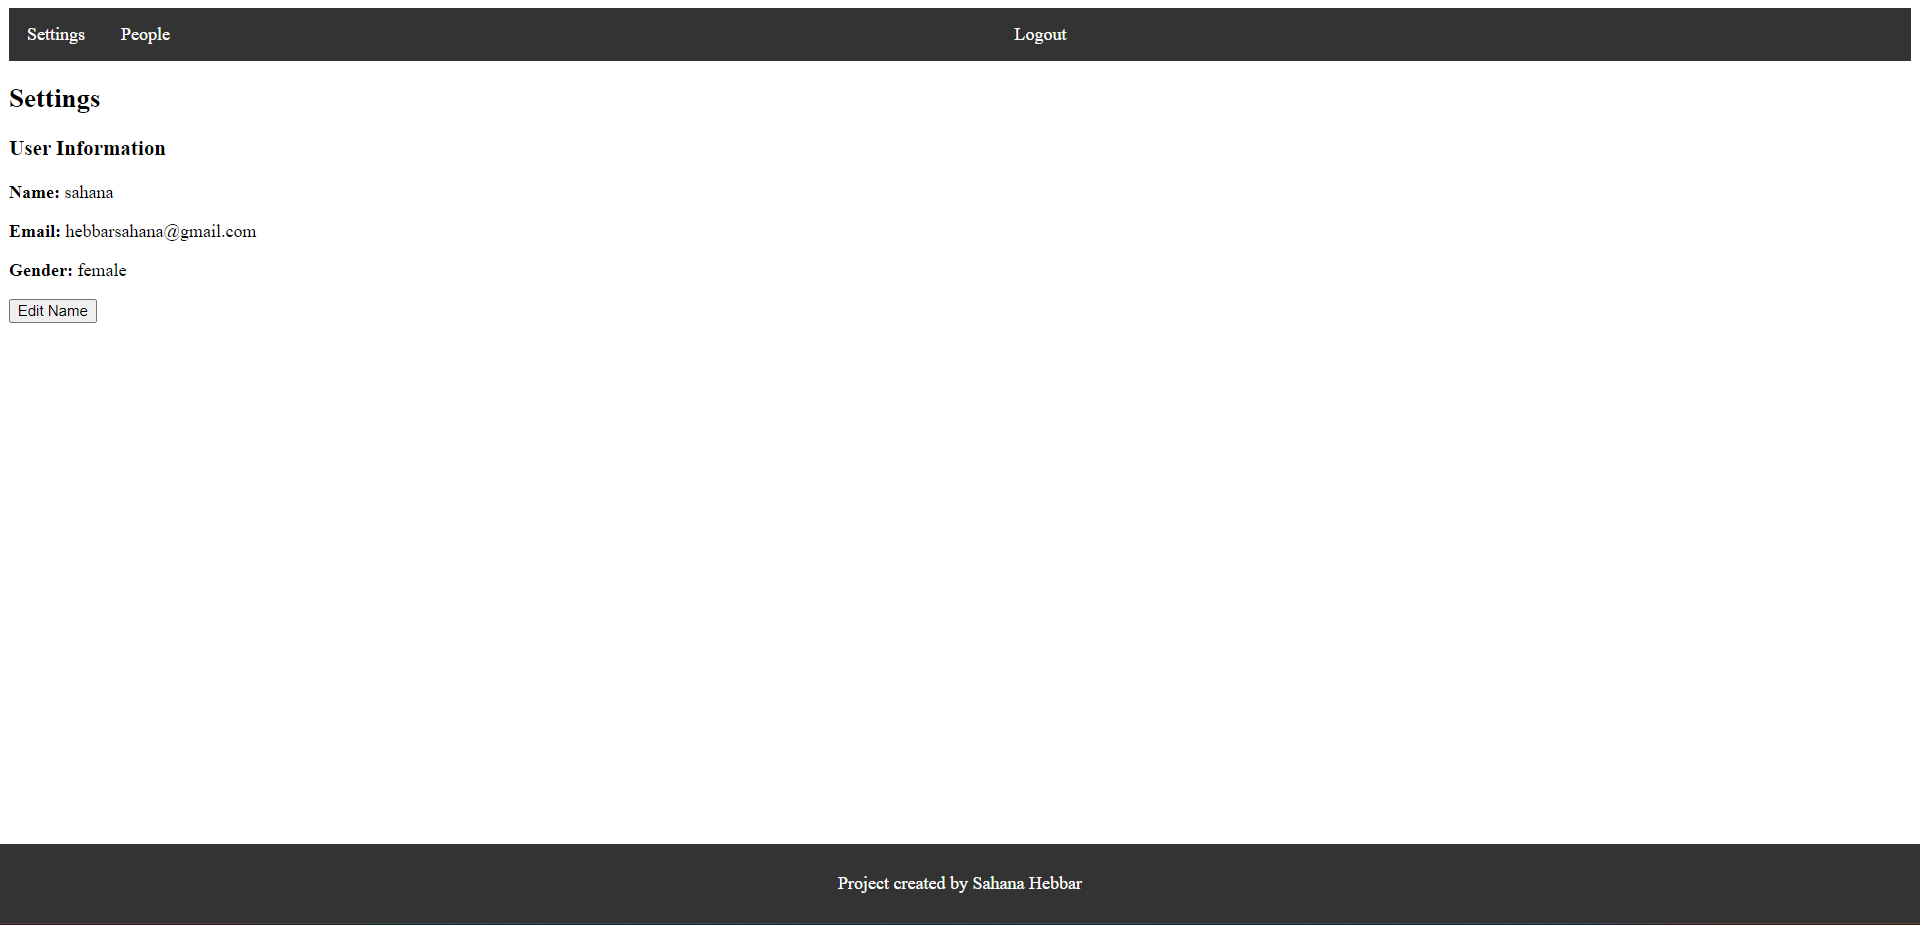 Settings People Logout
Settings
User Information
Name: sahana
Email: hebbarsahana@gmail.com
Gender: female
Edit Name
Project created by Sahana Hebbar